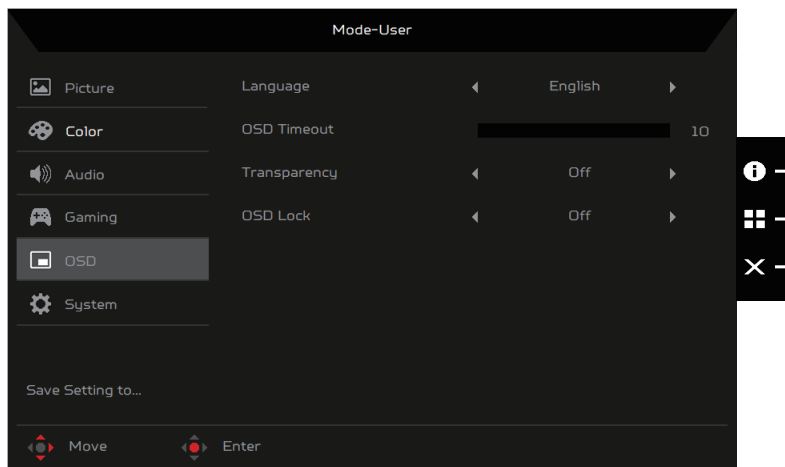 Mode-User
Picture
Language English
Color
OSD Timeout 10
Audio
Transparency Off
Gaming
OSD Lock Off
OSD
System
Save Setting to...
Move Enter